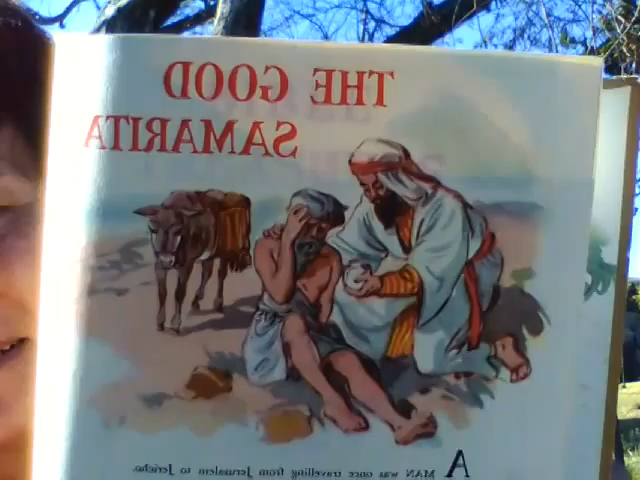 THE GOOD
SAMARITA
A MAN was once travelling from Jerusalem to Jericho.